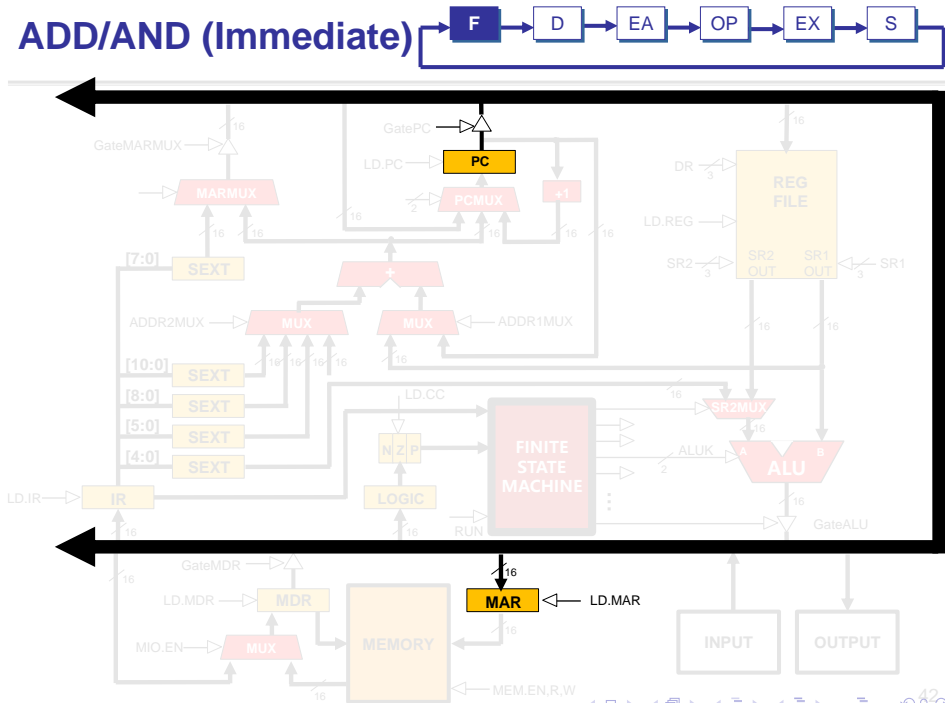 ADD/AND (Immediate)
F D EA OP EX S
16
16
GatePC
GateMARMUX
LD.PC
PC
DR
3
REG
FILE
MARMUX
2
PCMUX
+1
16
LD.REG
16 16
16
16 16
[7:0]
SEXT
SR2
3
SR2
OUT
SR1
OUT
3
SR1
+
ADDR2MUX
MUX
MUX
ADDR1MUX
16
16
16 16 16 16
16
[10:0]
SEXT
LD.CC
16
[8:0]
SEXT
SR2MUX
[5:0]
SEXT
N Z P
FINITE
STATE
MACHINE
16
ALUK
2
A
B
ALU
[4:0]
SEXT
LD.IR
IR
LOGIC
16
16
RUN
16
GateALU
GateMDR
16
16
LD.MDR
MDR
MAR
LD.MAR
MIO.EN
MUX
MEMORY
16
INPUT
OUTPUT
16
MEM.EN,R,W
42